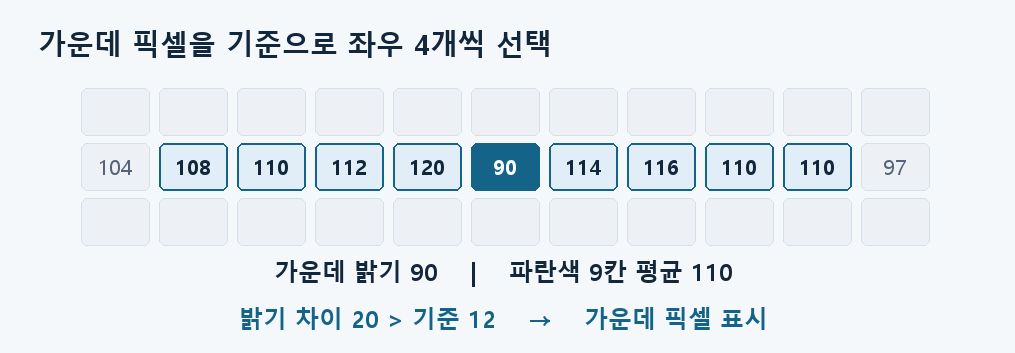 가운데 픽셀을 기준으로 좌우 4개씩 선택
104 108 110 112 120 90 114 116 110 110 97
가운데 밝기 90 | 파란색 9칸 평균 110
밝기 차이 20 > 기준 12 → 가운데 픽셀 표시